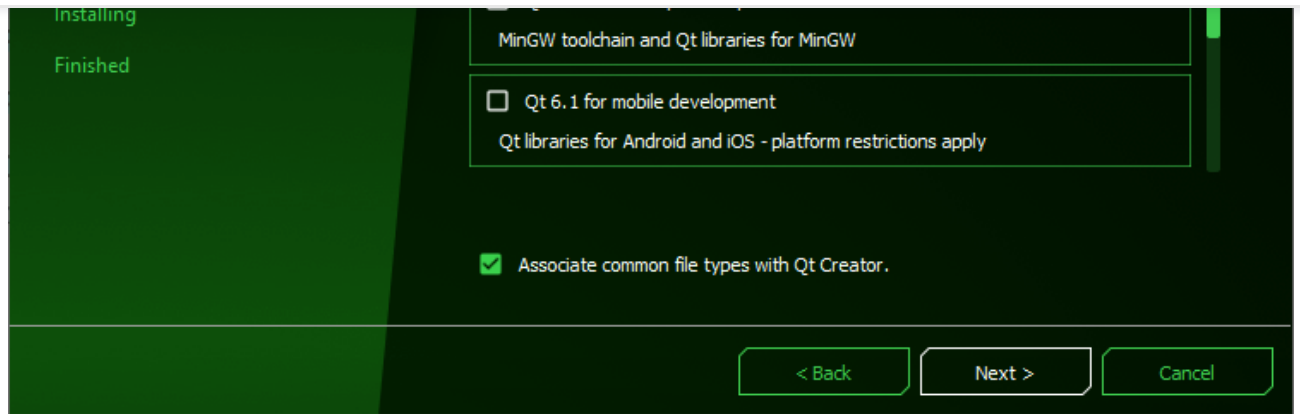 Installing
Finished
MinGW toolchain and Qt libraries for MinGW
Qt 6.1 for mobile development
Qt libraries for Android and iOS - platform restrictions apply
Associate common file types with Qt Creator.
< Back
Next >
Cancel